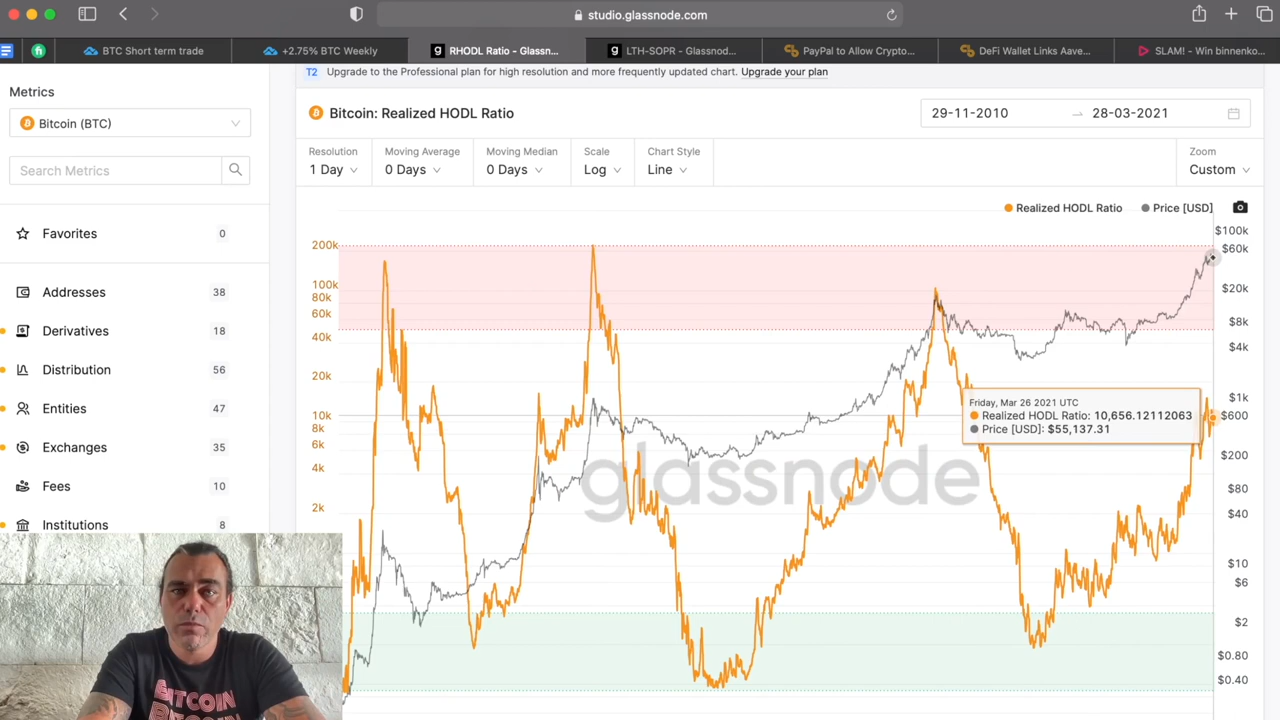 studio.glassnode.com
BTC Short term trade
+2.75% BTC Weekly
RHODL Ratio - Glassn...
LTH-SOPR - Glassnod...
PayPal to Allow Crypto...
DeFi Wallet Links Aave...
SLAM! - Win binnenko...
T2 Upgrade to the Professional plan for high resolution and more frequently updated chart. Upgrade your plan
Metrics
Bitcoin (BTC)
Search Metrics
Favorites 0
Addresses 38
Derivatives 18
Distribution 56
Entities 47
Exchanges 35
Fees 10
Institutions 8
Bitcoin: Realized HODL Ratio
29-11-2010 → 28-03-2021
Resolution
1 Day
Moving Average
0 Days
Moving Median
0 Days
Scale
Log
Chart Style
Line
Zoom
Custom
Realized HODL Ratio
Price [USD]
200k
100k
80k
60k
40k
20k
10k
8k
6k
4k
2k
$100k
$60k
$20k
$8k
$4k
$1k
$600
$200
$80
$40
$10
$6
$2
$0.80
$0.40
Friday, Mar 26 2021 UTC
Realized HODL Ratio: 10,656.12112063
Price [USD]: $55,137.31
glassnode
BITCOIN
BITCOIN